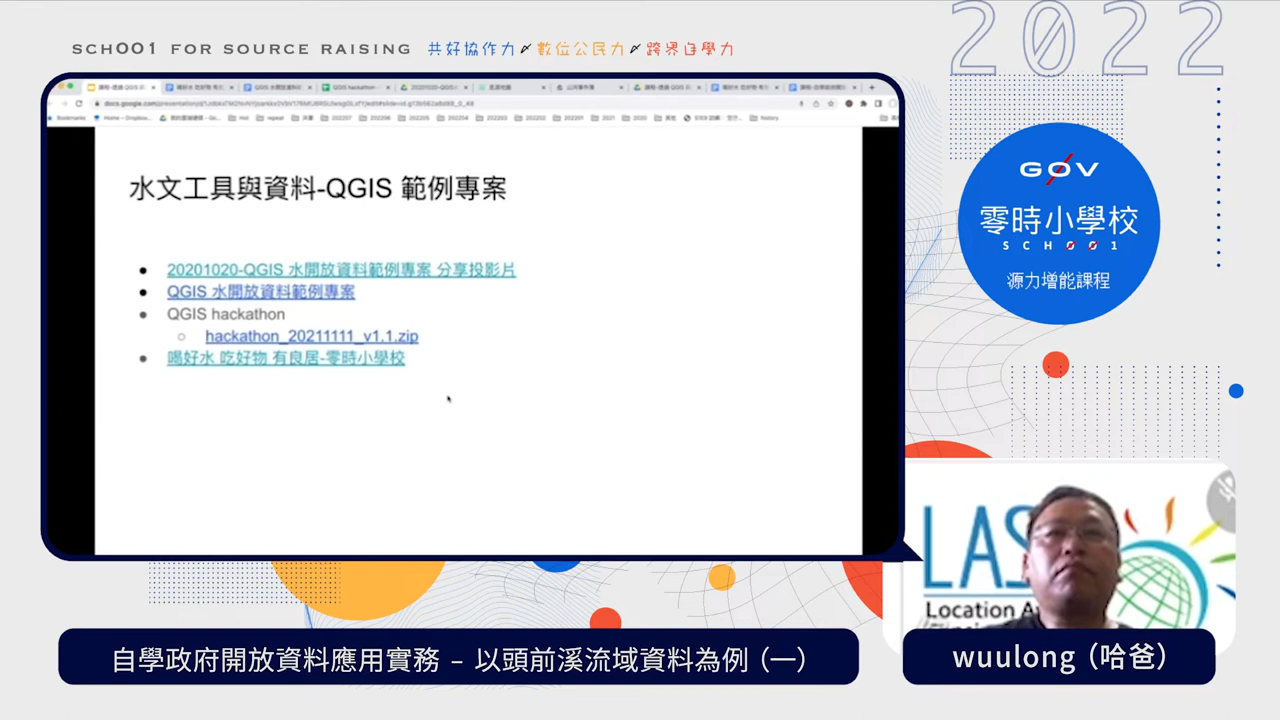 SCHOO1 FOR SOURCE RAISING 共好協作力 數位公民力 跨界自學力
2022
水文工具與資料-QGIS 範例專案
20201020-QGIS 水開放資料範例專案 分享投影片
QGIS 水開放資料範例專案
QGIS hackathon
hackathon_20211111_v1.1.zip
喝好水 吃好物 有良居-零時小學校
G0V
零時小學校
SCHOO1
源力增能課程
LAS
Location A
自學政府開放資料應用實務 – 以頭前溪流域資料為例（一）
wuulong（哈爸）